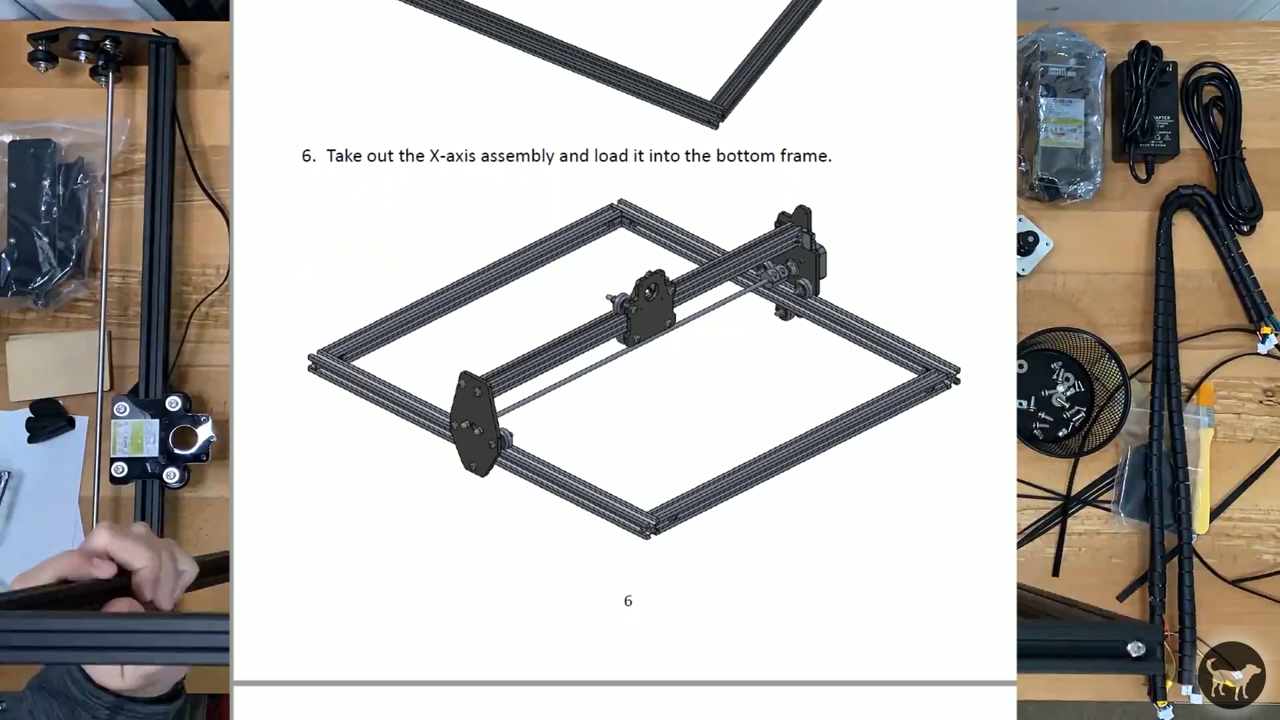 6. Take out the X-axis assembly and load it into the bottom frame.
6